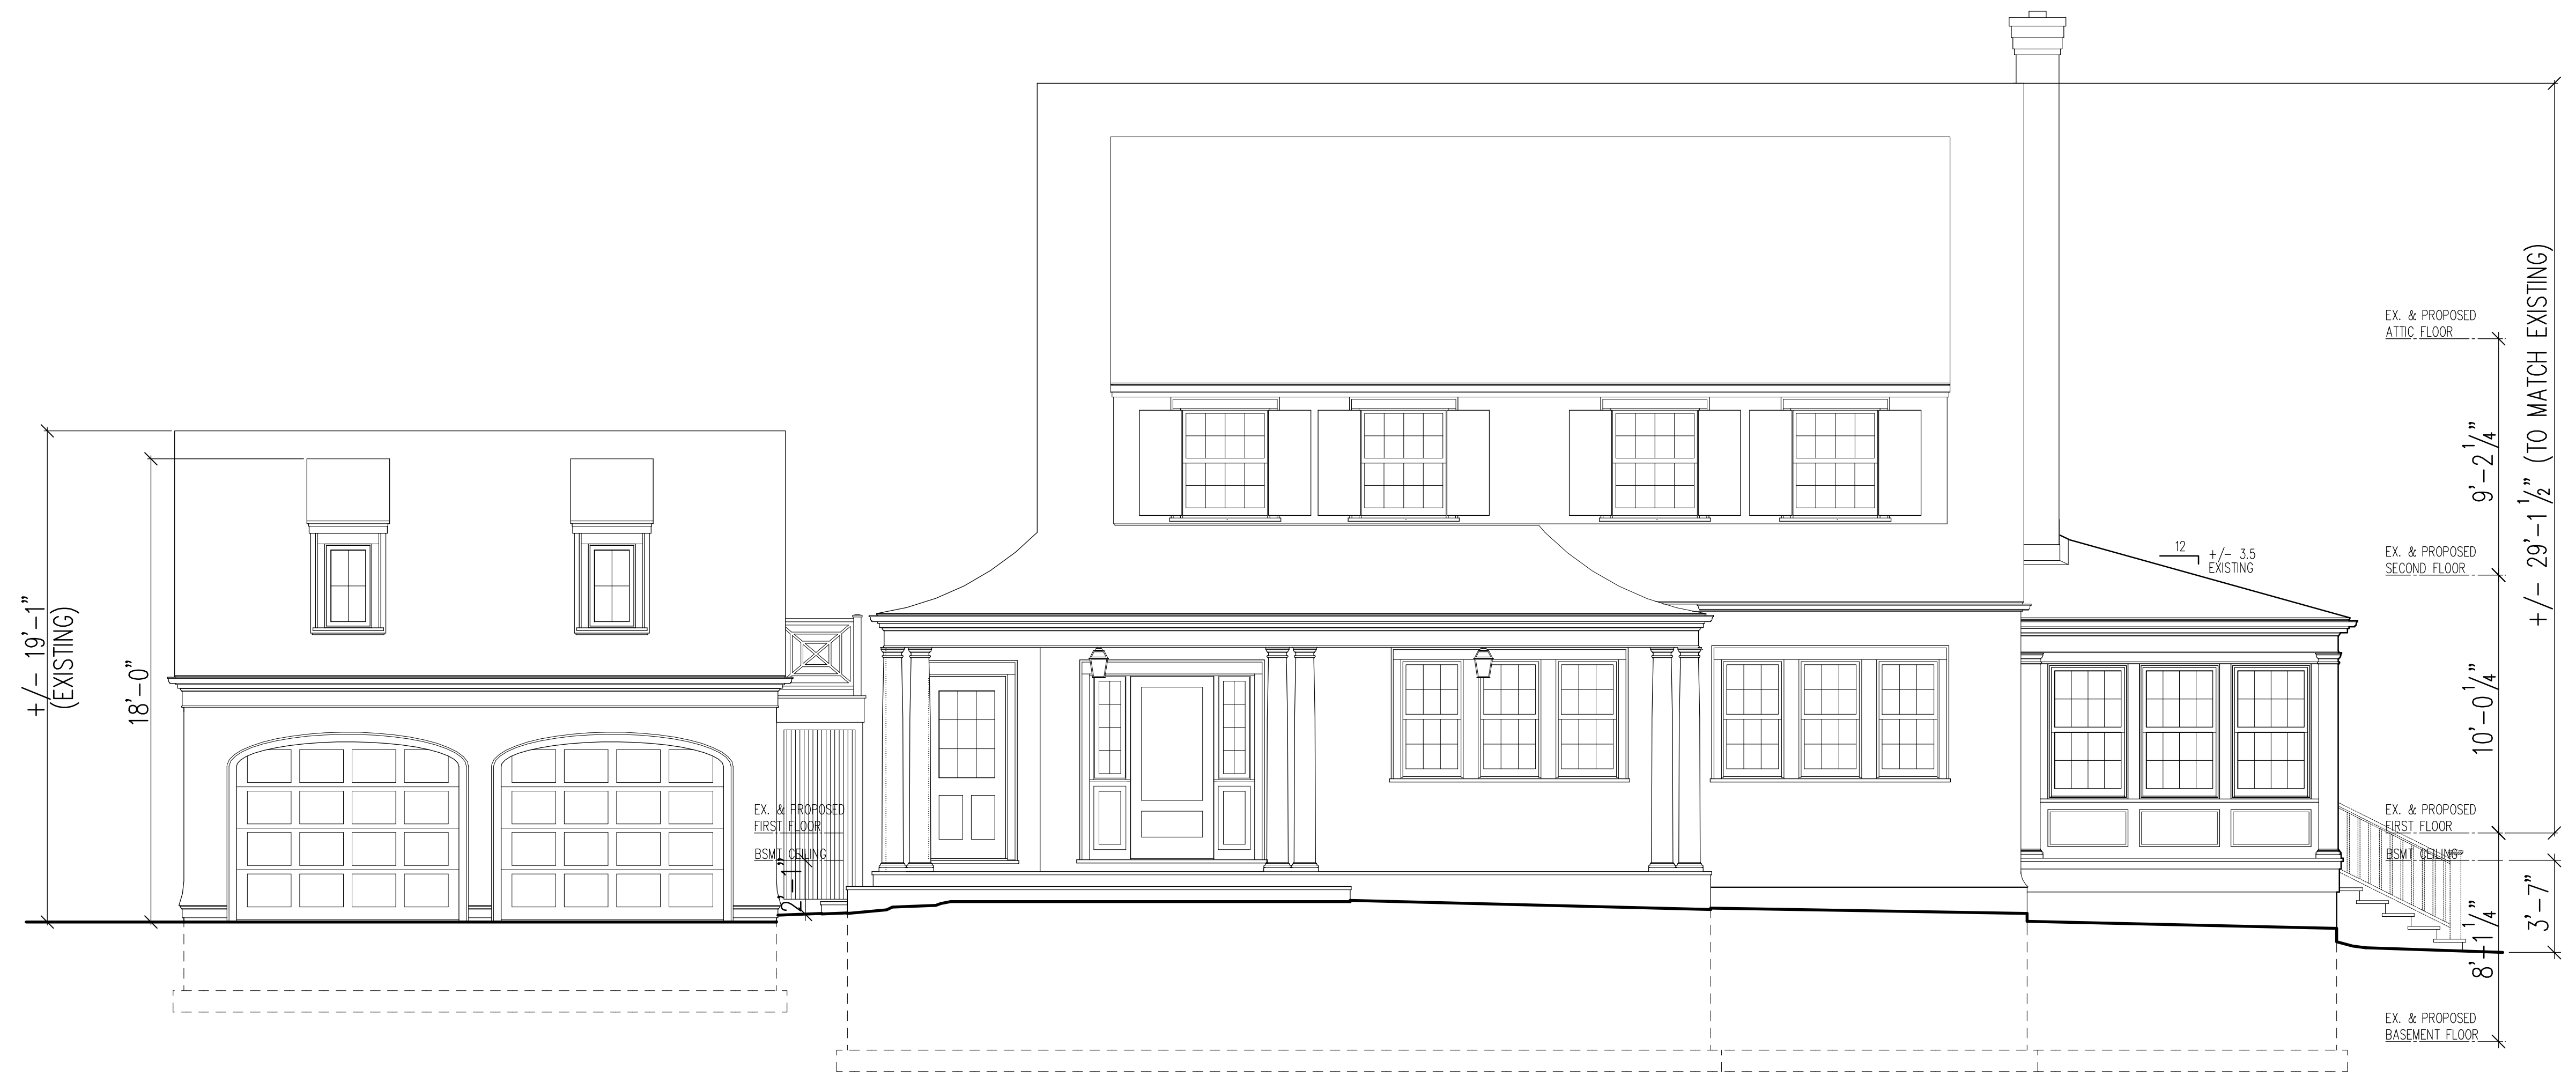 +/- 19'-1"
(EXISTING)
18'-0"
EX. & PROPOSED
FIRST FLOOR
BSMT CEILING
2'-1"
12
+/- 3.5
EXISTING
EX. & PROPOSED
ATTIC FLOOR
9'-2 1/4"
EX. & PROPOSED
SECOND FLOOR
10'-0 1/4"
EX. & PROPOSED
FIRST FLOOR
BSMT CEILING
8'-1 1/4"
EX. & PROPOSED
BASEMENT FLOOR
+/- 29'-1 1/2" (TO MATCH EXISTING)
3'-7"